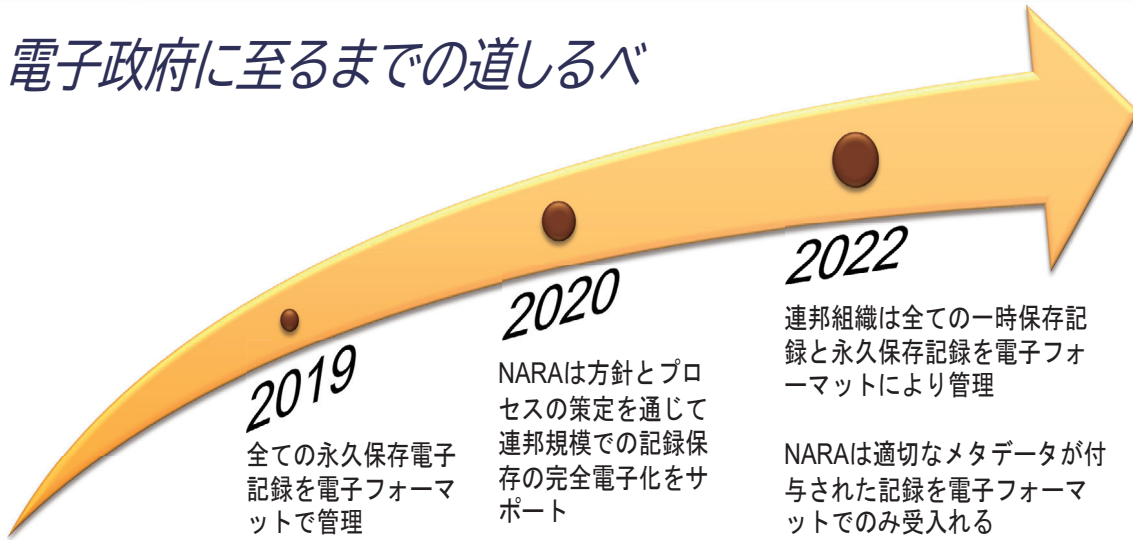 電子政府に至るまでの道しるべ
2019
全ての永久保存電子
記録を電子フォーマ
ットで管理
2020
NARAは方針とプロ
セスの策定を通じて
連邦規模での記録保
存の完全電子化をサ
ポート
2022
連邦組織は全ての一時保存記
録と永久保存記録を電子フォ
ーマットにより管理
NARAは適切なメタデータが付
与された記録を電子フォーマ
ットでのみ受入れる